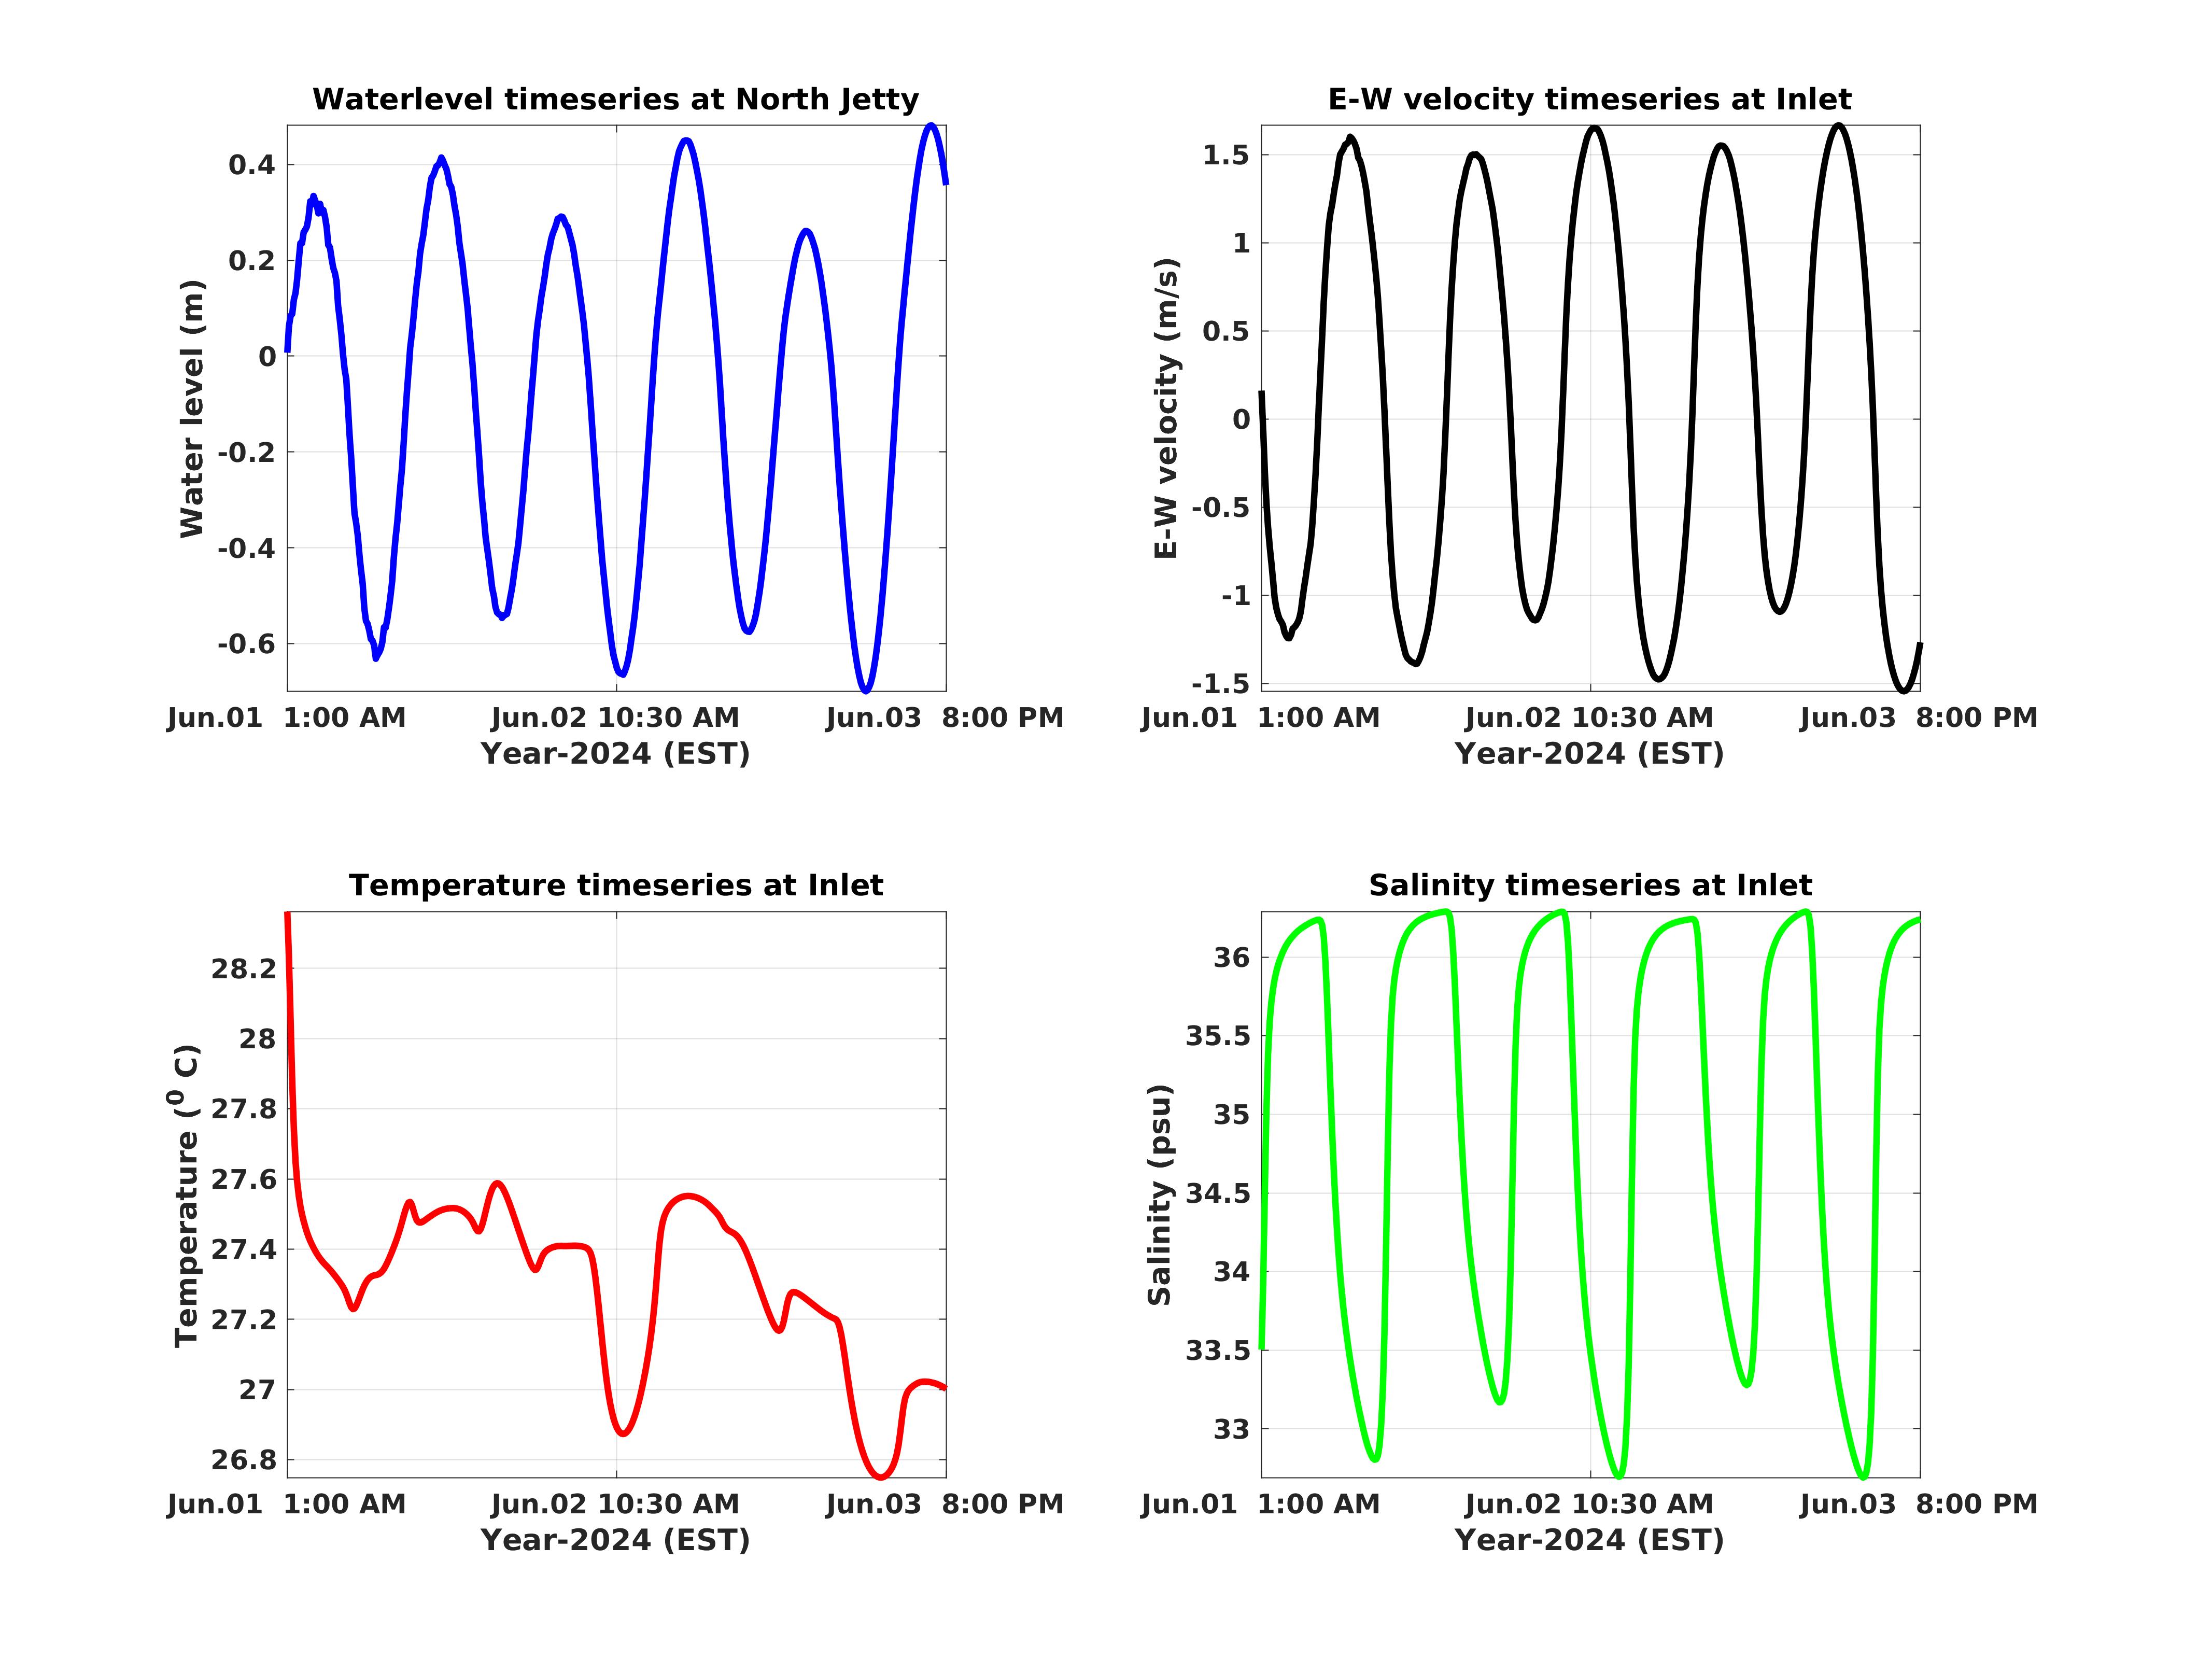 Waterlevel timeseries at North Jetty
0.4
0.2
0
-0.2
-0.4
-0.6
Water level (m)
Jun.01 1:00 AM
Jun.02 10:30 AM
Jun.03 8:00 PM
Year-2024 (EST)
E-W velocity timeseries at Inlet
1.5
1
0.5
0
-0.5
-1
-1.5
E-W velocity (m/s)
Jun.01 1:00 AM
Jun.02 10:30 AM
Jun.03 8:00 PM
Year-2024 (EST)
Temperature timeseries at Inlet
28.2
28
27.8
27.6
27.4
27.2
27
26.8
Temperature (⁰ C)
Jun.01 1:00 AM
Jun.02 10:30 AM
Jun.03 8:00 PM
Year-2024 (EST)
Salinity timeseries at Inlet
36
35.5
35
34.5
34
33.5
33
Salinity (psu)
Jun.01 1:00 AM
Jun.02 10:30 AM
Jun.03 8:00 PM
Year-2024 (EST)